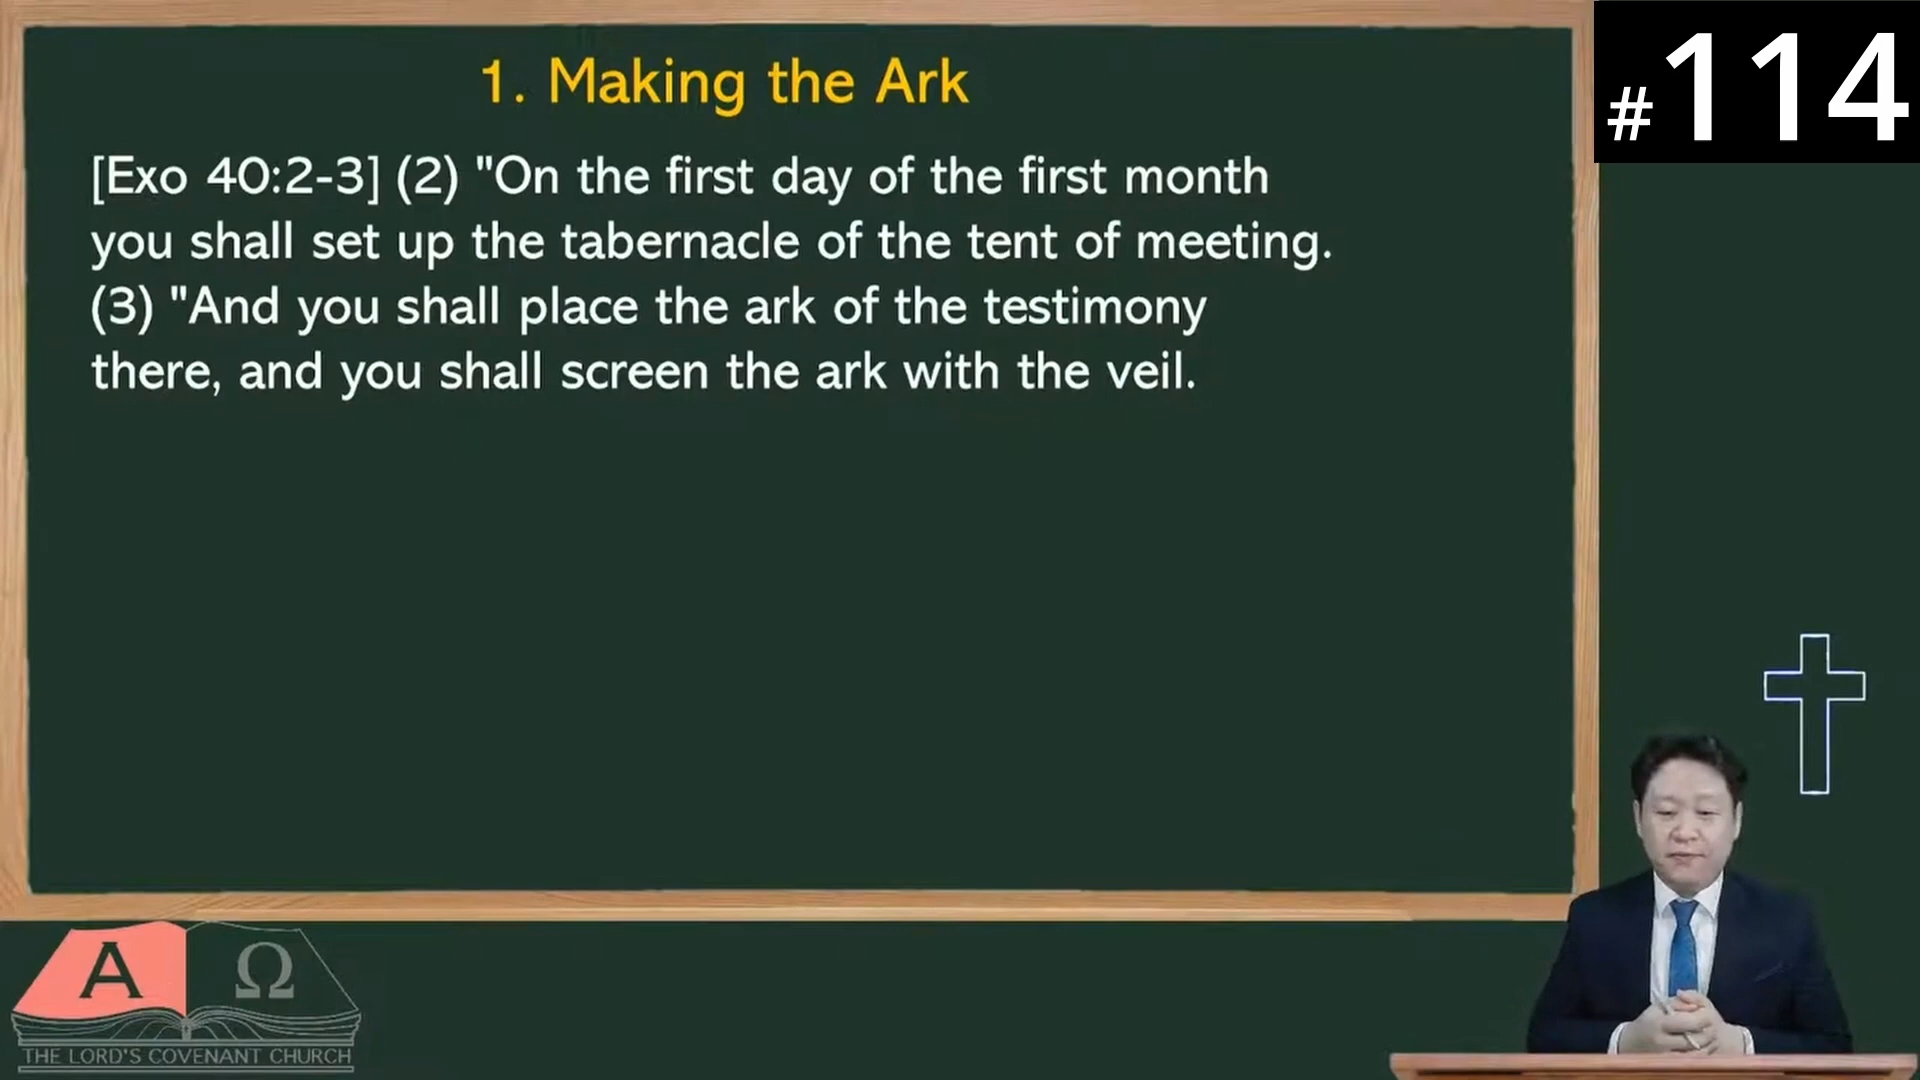 1. Making the Ark
#114
[Exo 40:2-3] (2) "On the first day of the first month
you shall set up the tabernacle of the tent of meeting.
(3) "And you shall place the ark of the testimony
there, and you shall screen the ark with the veil.
Α Ω
THE LORD'S COVENANT CHURCH